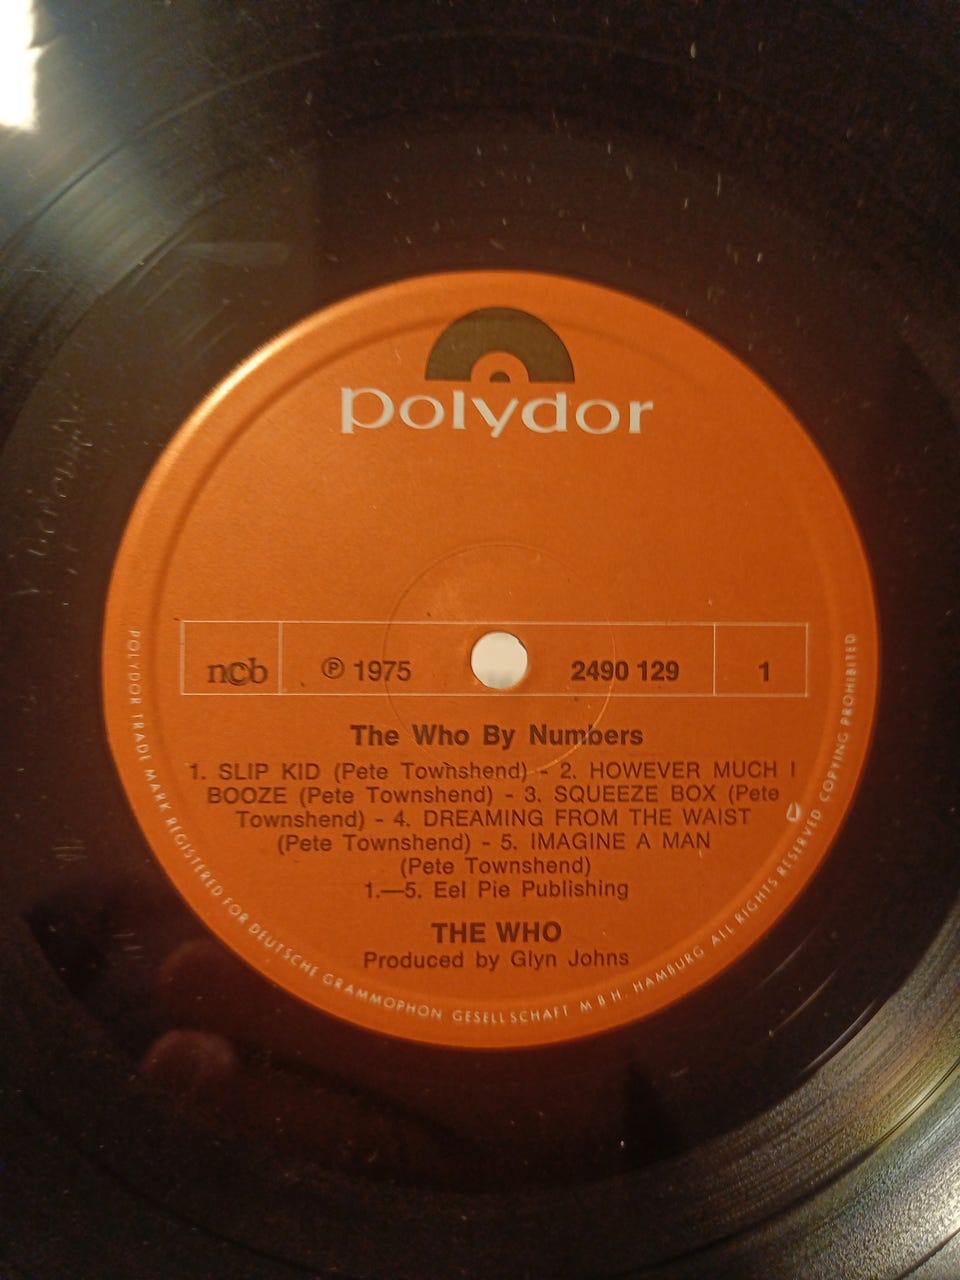 polydor
ncb ℗ 1975 2490 129 1
The Who By Numbers
1. SLIP KID (Pete Townshend) - 2. HOWEVER MUCH I
BOOZE (Pete Townshend) - 3. SQUEEZE BOX (Pete
Townshend) - 4. DREAMING FROM THE WAIST
(Pete Townshend) - 5. IMAGINE A MAN
(Pete Townshend)
1.—5. Eel Pie Publishing
THE WHO
Produced by Glyn Johns
POLYDOR TRADE MARK REGISTERED FOR DEUTSCHE GRAMMOPHON GESELLSCHAFT M B H. HAMBURG ALL RIGHTS RESERVED COPYING PROHIBITED